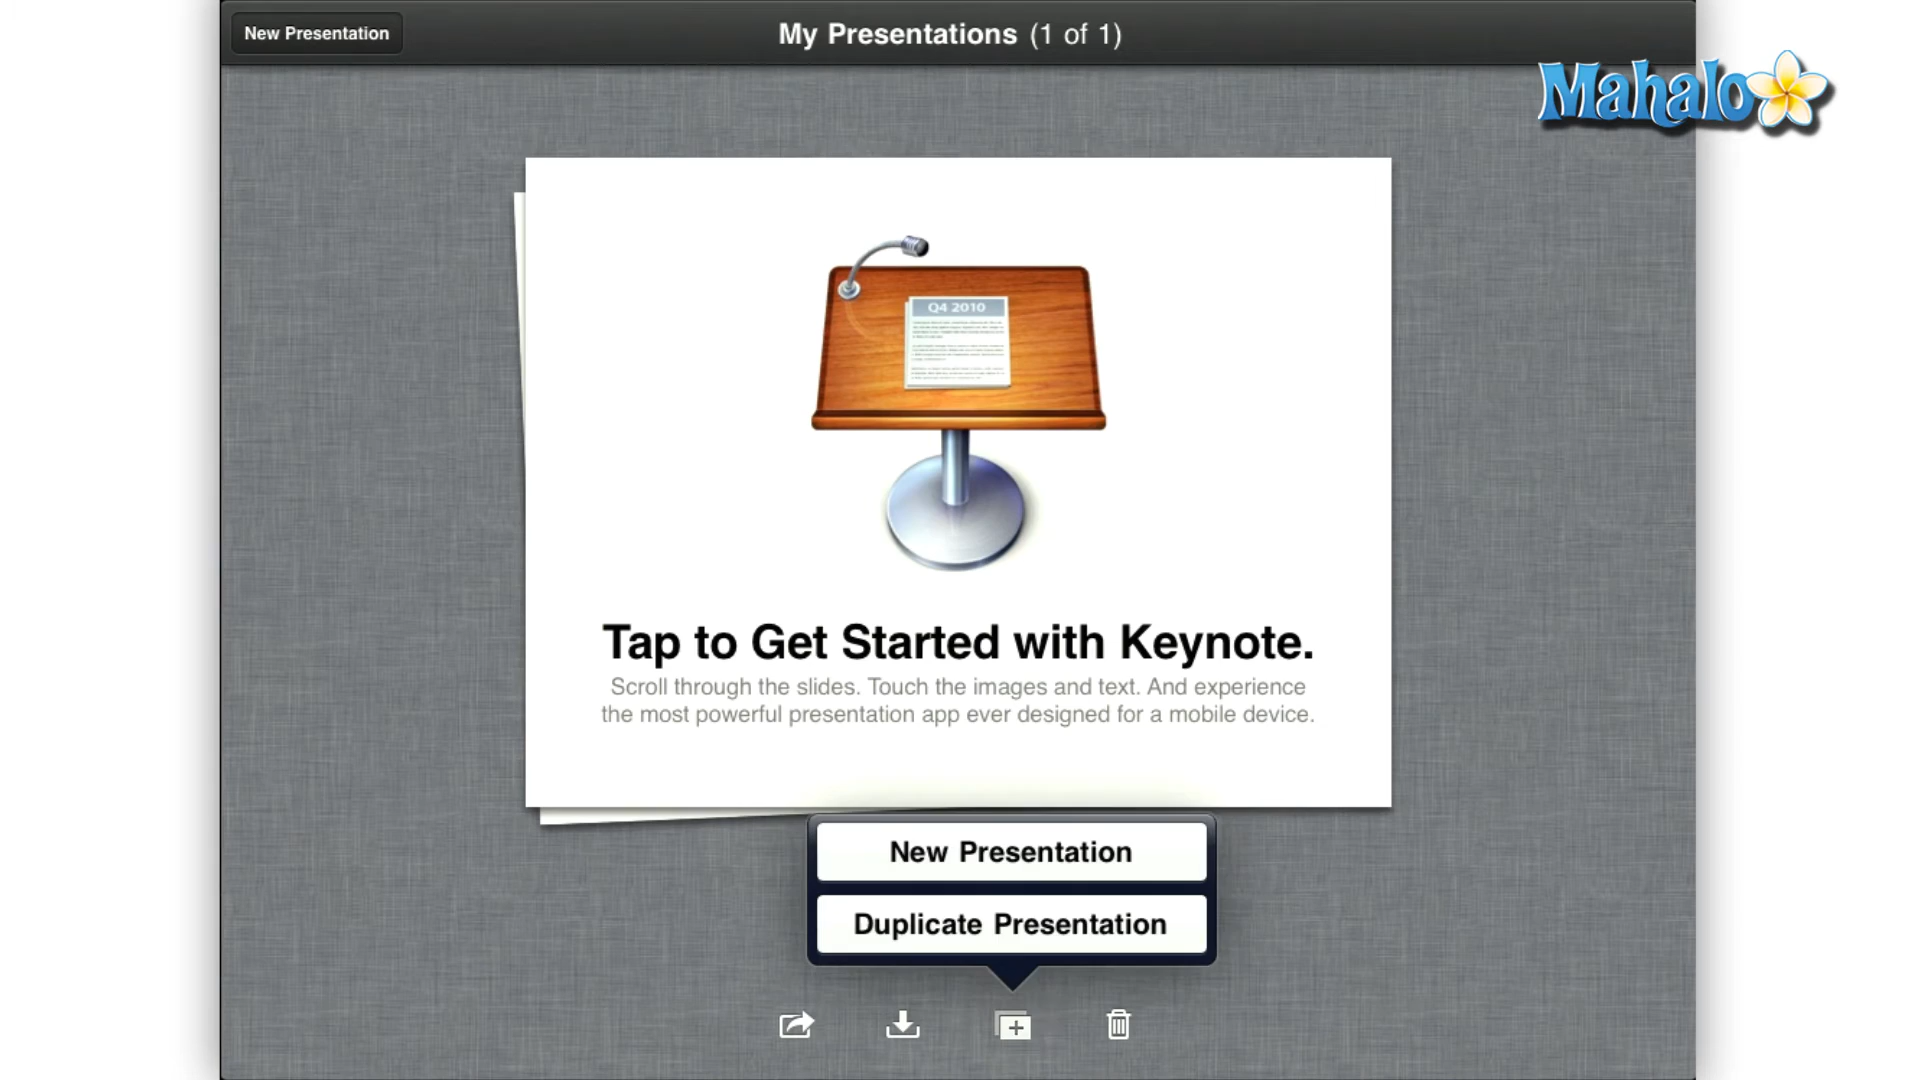 New Presentation
My Presentations (1 of 1)
Mahalo
Q4 2010
Tap to Get Started with Keynote.
Scroll through the slides. Touch the images and text. And experience
the most powerful presentation app ever designed for a mobile device.
New Presentation
Duplicate Presentation